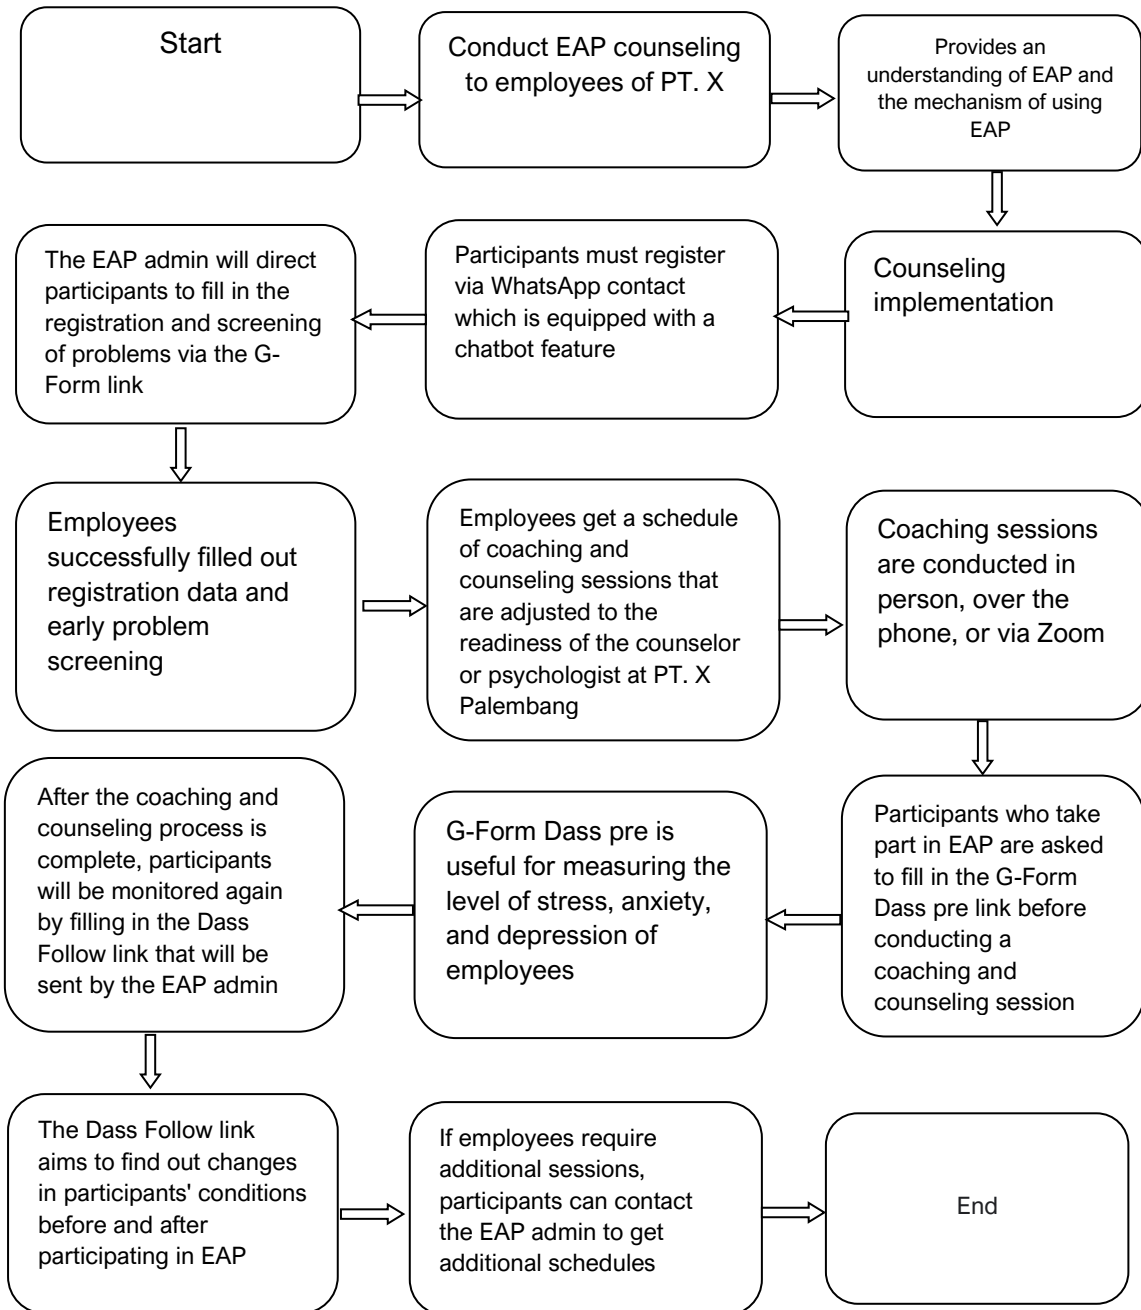 Start
Conduct EAP counseling
to employees of PT. X
Provides an
understanding of EAP and
the mechanism of using
EAP
Counseling
implementation
Participants must register
via WhatsApp contact
which is equipped with a
chatbot feature
The EAP admin will direct
participants to fill in the
registration and screening
of problems via the G-
Form link
Employees
successfully filled out
registration data and
early problem
screening
Employees get a schedule
of coaching and
counseling sessions that
are adjusted to the
readiness of the counselor
or psychologist at PT. X
Palembang
Coaching sessions
are conducted in
person, over the
phone, or via Zoom
Participants who take
part in EAP are asked
to fill in the G-Form
Dass pre link before
conducting a
coaching and
counseling session
G-Form Dass pre is
useful for measuring the
level of stress, anxiety,
and depression of
employees
After the coaching and
counseling process is
complete, participants
will be monitored again
by filling in the Dass
Follow link that will be
sent by the EAP admin
The Dass Follow link
aims to find out changes
in participants' conditions
before and after
participating in EAP
If employees require
additional sessions,
participants can contact
the EAP admin to get
additional schedules
End